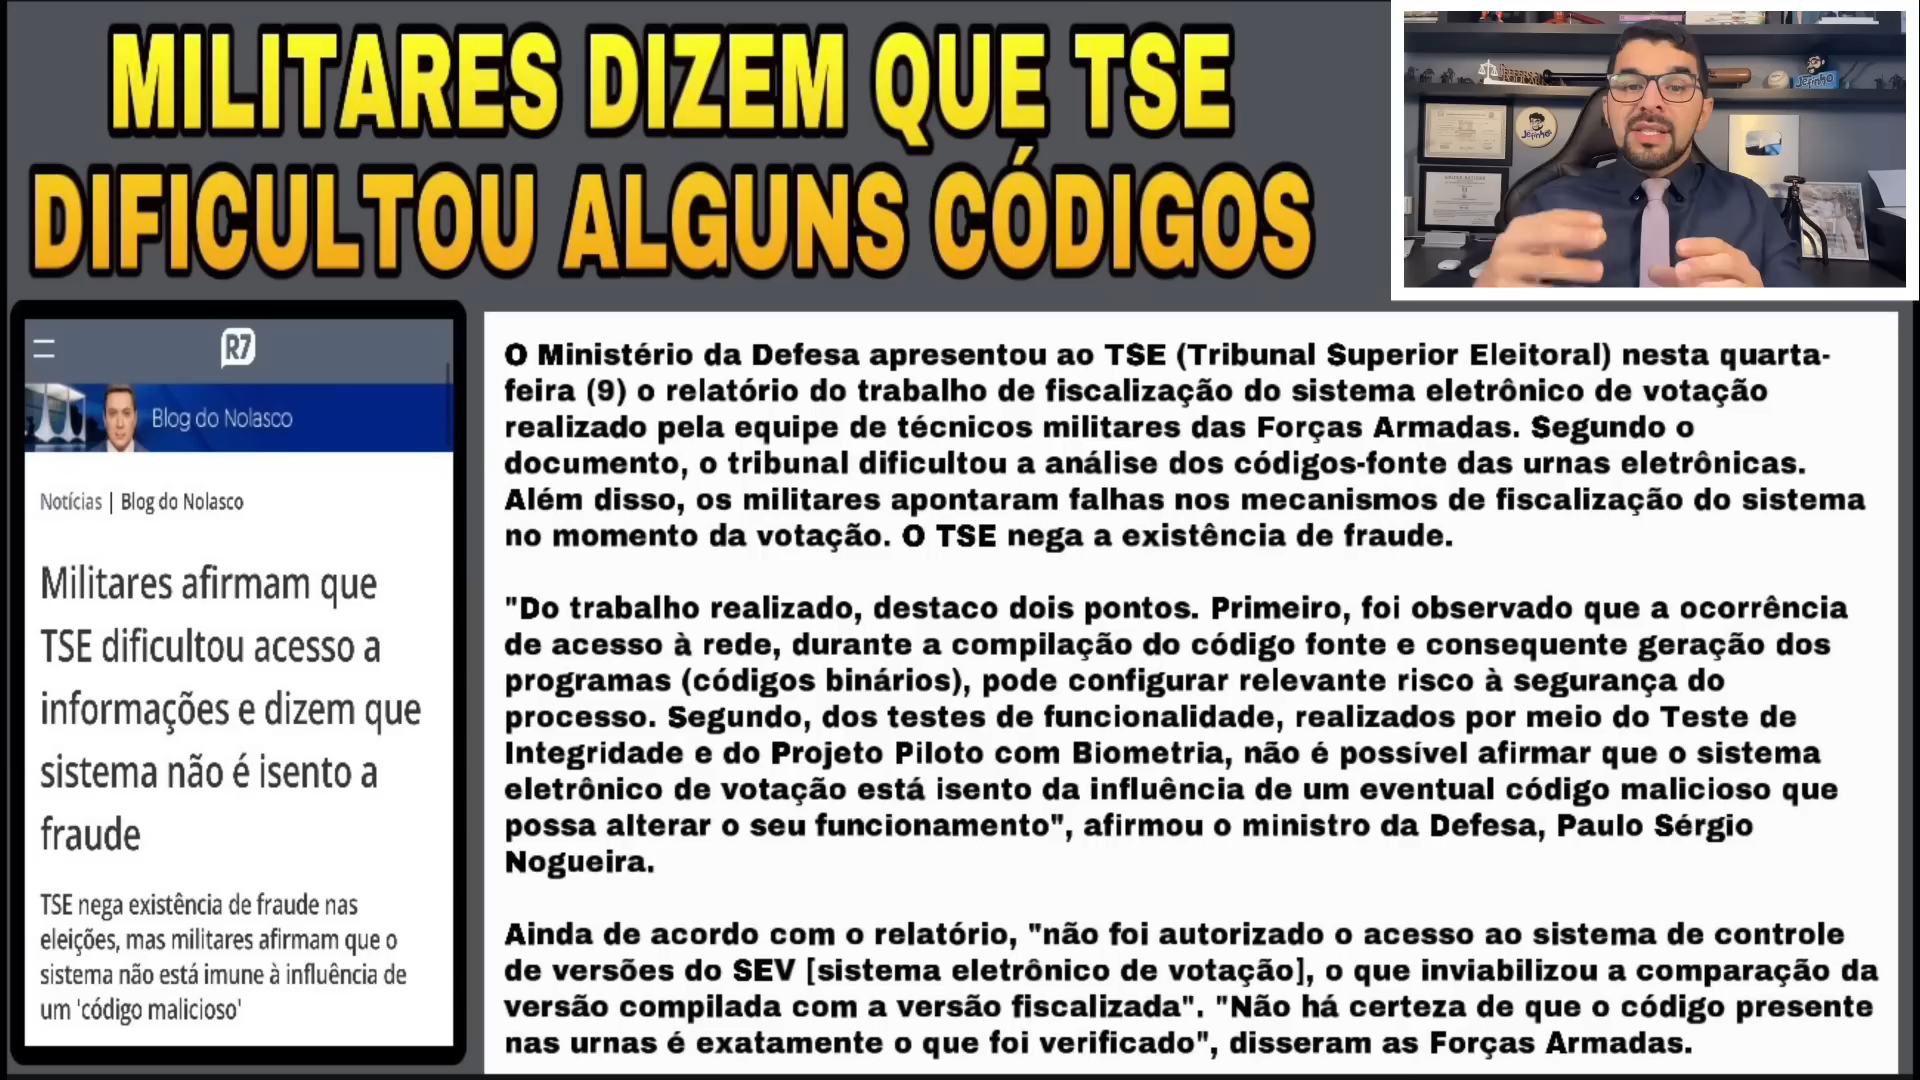 MILITARES DIZEM QUE TSE
DIFICULTOU ALGUNS CÓDIGOS
Jefinho
Jefinho
R7
Blog do Nolasco
Notícias | Blog do Nolasco
Militares afirmam que
TSE dificultou acesso a
informações e dizem que
sistema não é isento a
fraude
TSE nega existência de fraude nas
eleições, mas militares afirmam que o
sistema não está imune à influência de
um 'código malicioso'
O Ministério da Defesa apresentou ao TSE (Tribunal Superior Eleitoral) nesta quarta-
feira (9) o relatório do trabalho de fiscalização do sistema eletrônico de votação
realizado pela equipe de técnicos militares das Forças Armadas. Segundo o
documento, o tribunal dificultou a análise dos códigos-fonte das urnas eletrônicas.
Além disso, os militares apontaram falhas nos mecanismos de fiscalização do sistema
no momento da votação. O TSE nega a existência de fraude.
"Do trabalho realizado, destaco dois pontos. Primeiro, foi observado que a ocorrência
de acesso à rede, durante a compilação do código fonte e consequente geração dos
programas (códigos binários), pode configurar relevante risco à segurança do
processo. Segundo, dos testes de funcionalidade, realizados por meio do Teste de
Integridade e do Projeto Piloto com Biometria, não é possível afirmar que o sistema
eletrônico de votação está isento da influência de um eventual código malicioso que
possa alterar o seu funcionamento", afirmou o ministro da Defesa, Paulo Sérgio
Nogueira.
Ainda de acordo com o relatório, "não foi autorizado o acesso ao sistema de controle
de versões do SEV [sistema eletrônico de votação], o que inviabilizou a comparação da
versão compilada com a versão fiscalizada". "Não há certeza de que o código presente
nas urnas é exatamente o que foi verificado", disseram as Forças Armadas.